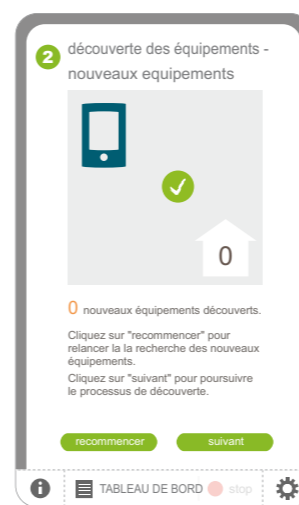 2
découverte des équipements -
nouveaux equipements
0
0 nouveaux équipements découverts.
Cliquez sur "recommencer" pour
relancer la la recherche des nouveaux
équipements.
Cliquez sur "suivant" pour poursuivre
le processus de découverte.
recommencer suivant
i TABLEAU DE BORD stop